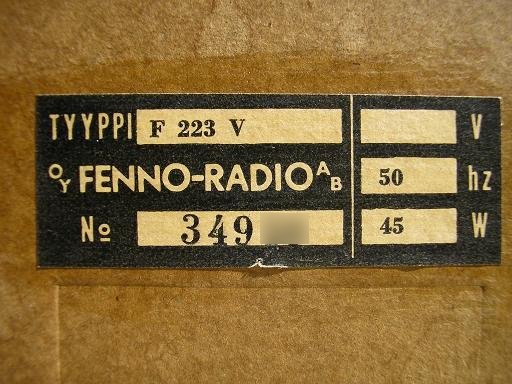 TYYPPI F 223 V V
OY FENNO-RADIO AB 50 hz
No 349 45 W